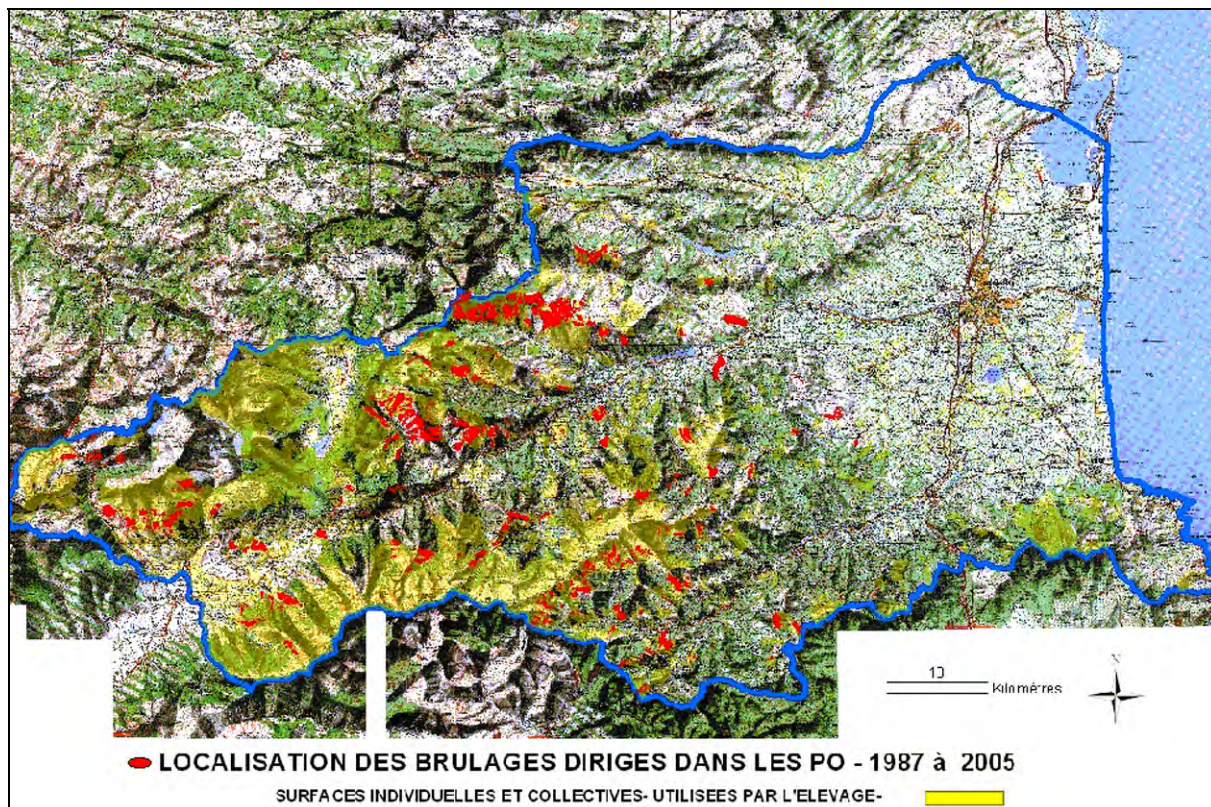 10
Kilomètres
N
LOCALISATION DES BRULAGES DIRIGES DANS LES PO - 1987 à 2005
SURFACES INDIVIDUELLES ET COLLECTIVES- UTILISEES PAR L'ELEVAGE-